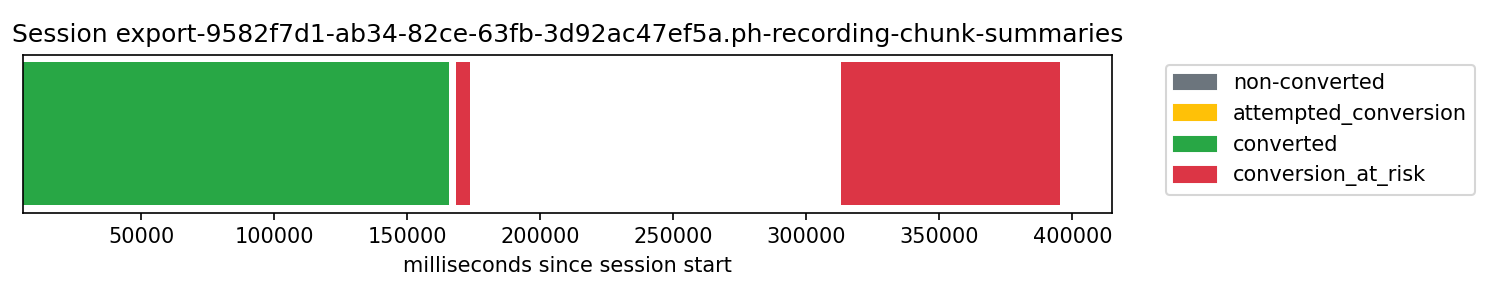 Session export-9582f7d1-ab34-82ce-63fb-3d92ac47ef5a.ph-recording-chunk-summaries
non-converted
attempted_conversion
converted
conversion_at_risk
50000 100000 150000 200000 250000 300000 350000 400000
milliseconds since session start